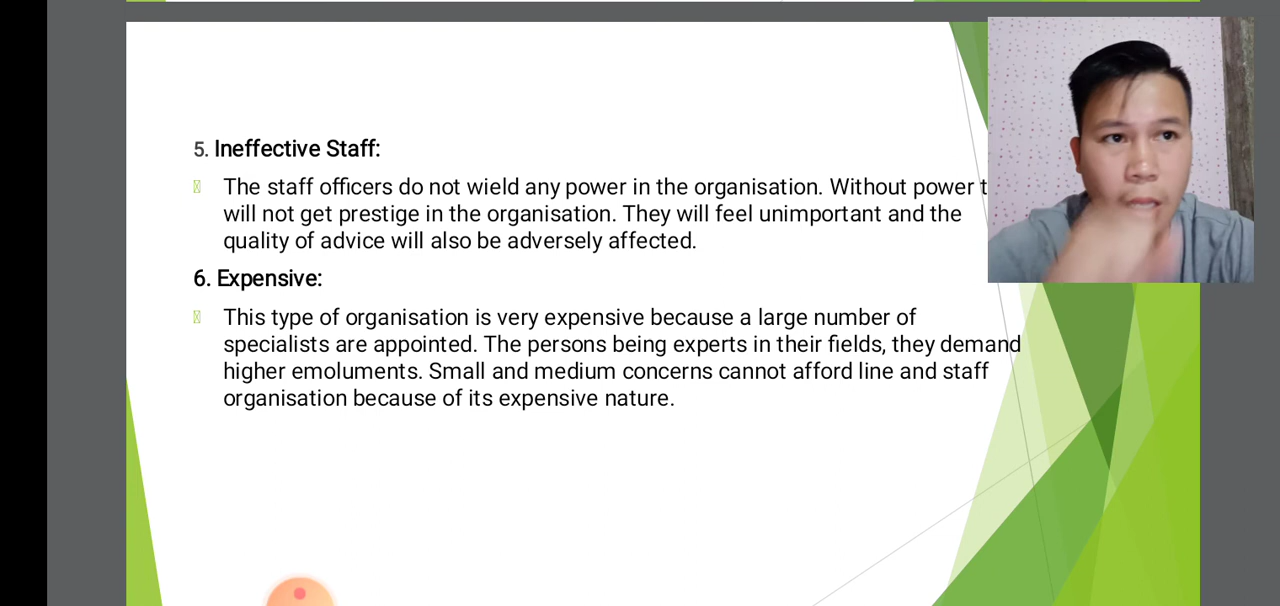 5. Ineffective Staff:
The staff officers do not wield any power in the organisation. Without power
will not get prestige in the organisation. They will feel unimportant and the
quality of advice will also be adversely affected.
6. Expensive:
This type of organisation is very expensive because a large number of
specialists are appointed. The persons being experts in their fields, they demand
higher emoluments. Small and medium concerns cannot afford line and staff
organisation because of its expensive nature.